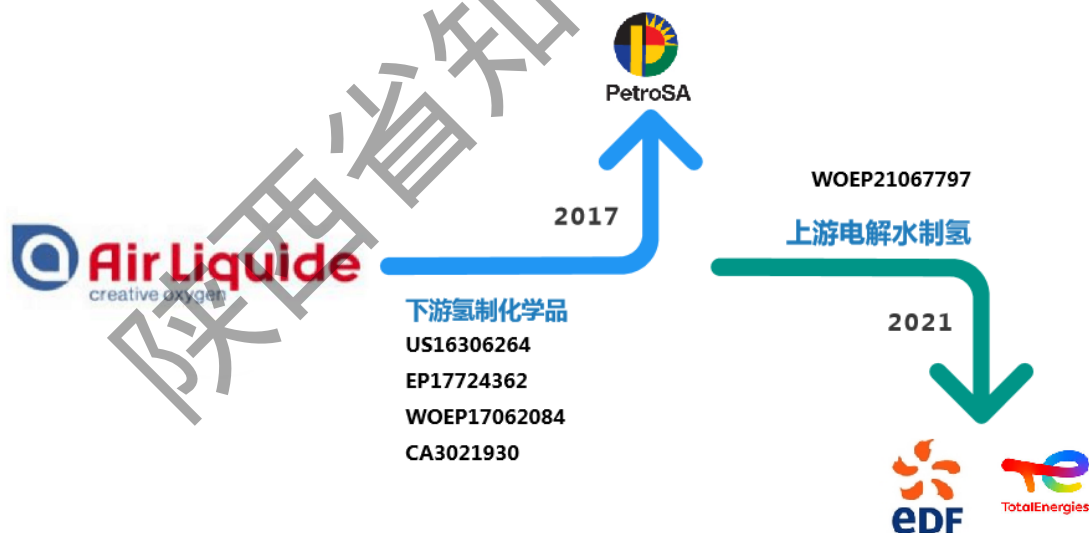 PetroSA
WOEP21067797
2017
上游电解水制氢
Air Liquide
creative oxygen
下游氢制化学品
2021
US16306264
EP17724362
WOEP17062084
CA3021930
eDF
TotalEnergies
陕西省知